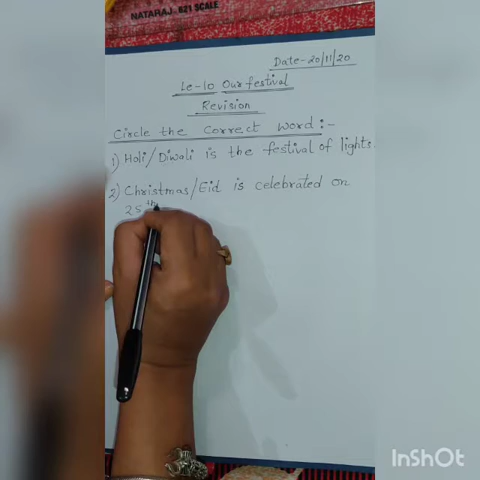 NATARAJ-621 SCALE
Date-20/11/20
Le-10 Our festival
Revision
Circle the Correct Word:-
1) Holi/Diwali is the festival of lights.
2) Christmas/Eid is celebrated on
25th
InShOt